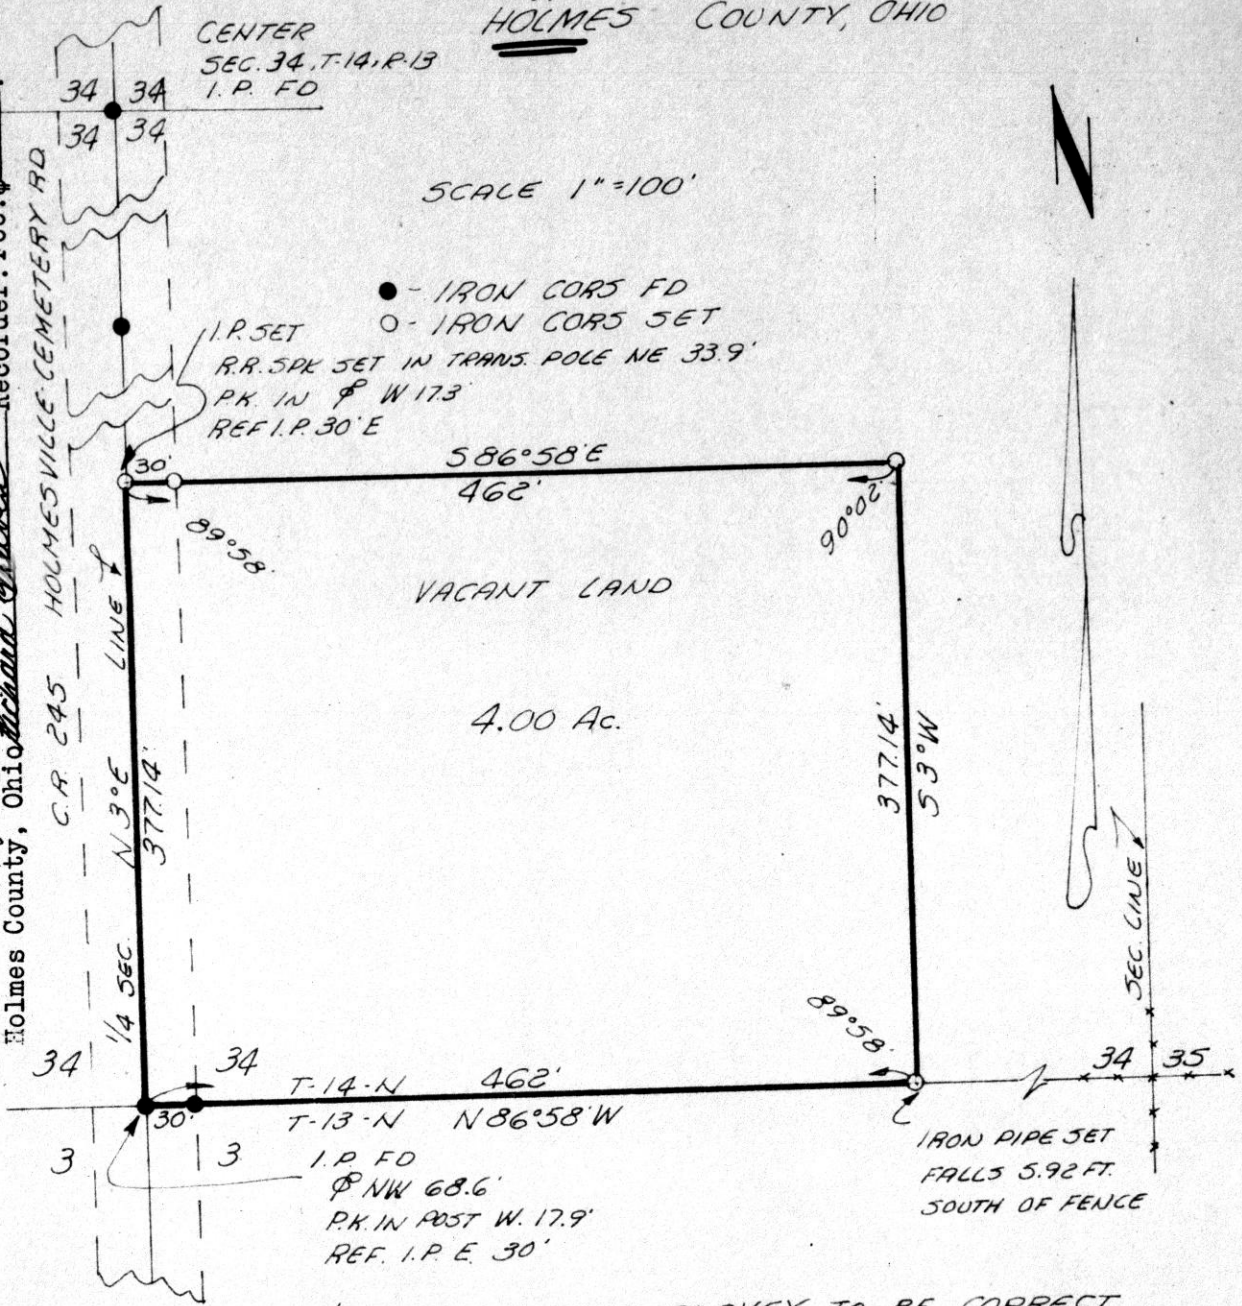 HOLMES COUNTY, OHIO
CENTER
SEC. 34, T-14, R-13
I.P. FD
34 34
34 34
SCALE 1"=100'
- IRON CORS FD
- IRON CORS SET
I.P. SET
R.R. SPK SET IN TRANS. POLE NE 33.9'
P.K. IN W 17.3'
REF I.P. 30' E
30'
S 86°58' E
462'
89°58'
90°02'
VACANT LAND
4.00 Ac.
C.R. 245 HOLMESVILLE-CEMETERY RD.
Holmes County, Ohio Richard Recorder.
1/4 SEC. LINE
N 3° E
377.14'
377.14'
S 3° W
89°58'
SEC. LINE
34 35
34 34
T-14-N 462'
30' T-13-N N 86°58' W
3 3
I.P. FD
NW 68.6'
P.K. IN POST W. 17.9'
REF. I.P. E. 30'
IRON PIPE SET
FALLS 5.92 FT.
SOUTH OF FENCE
TO BE CORRECT